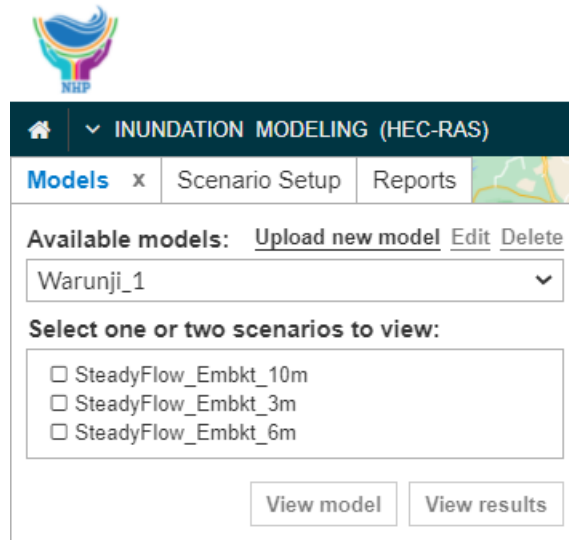 NHP
INUNDATION MODELING (HEC-RAS)
Models x Scenario Setup Reports
Available models: Upload new model Edit Delete
Warunji_1
Select one or two scenarios to view:
SteadyFlow_Embkt_10m
SteadyFlow_Embkt_3m
SteadyFlow_Embkt_6m
View model View results